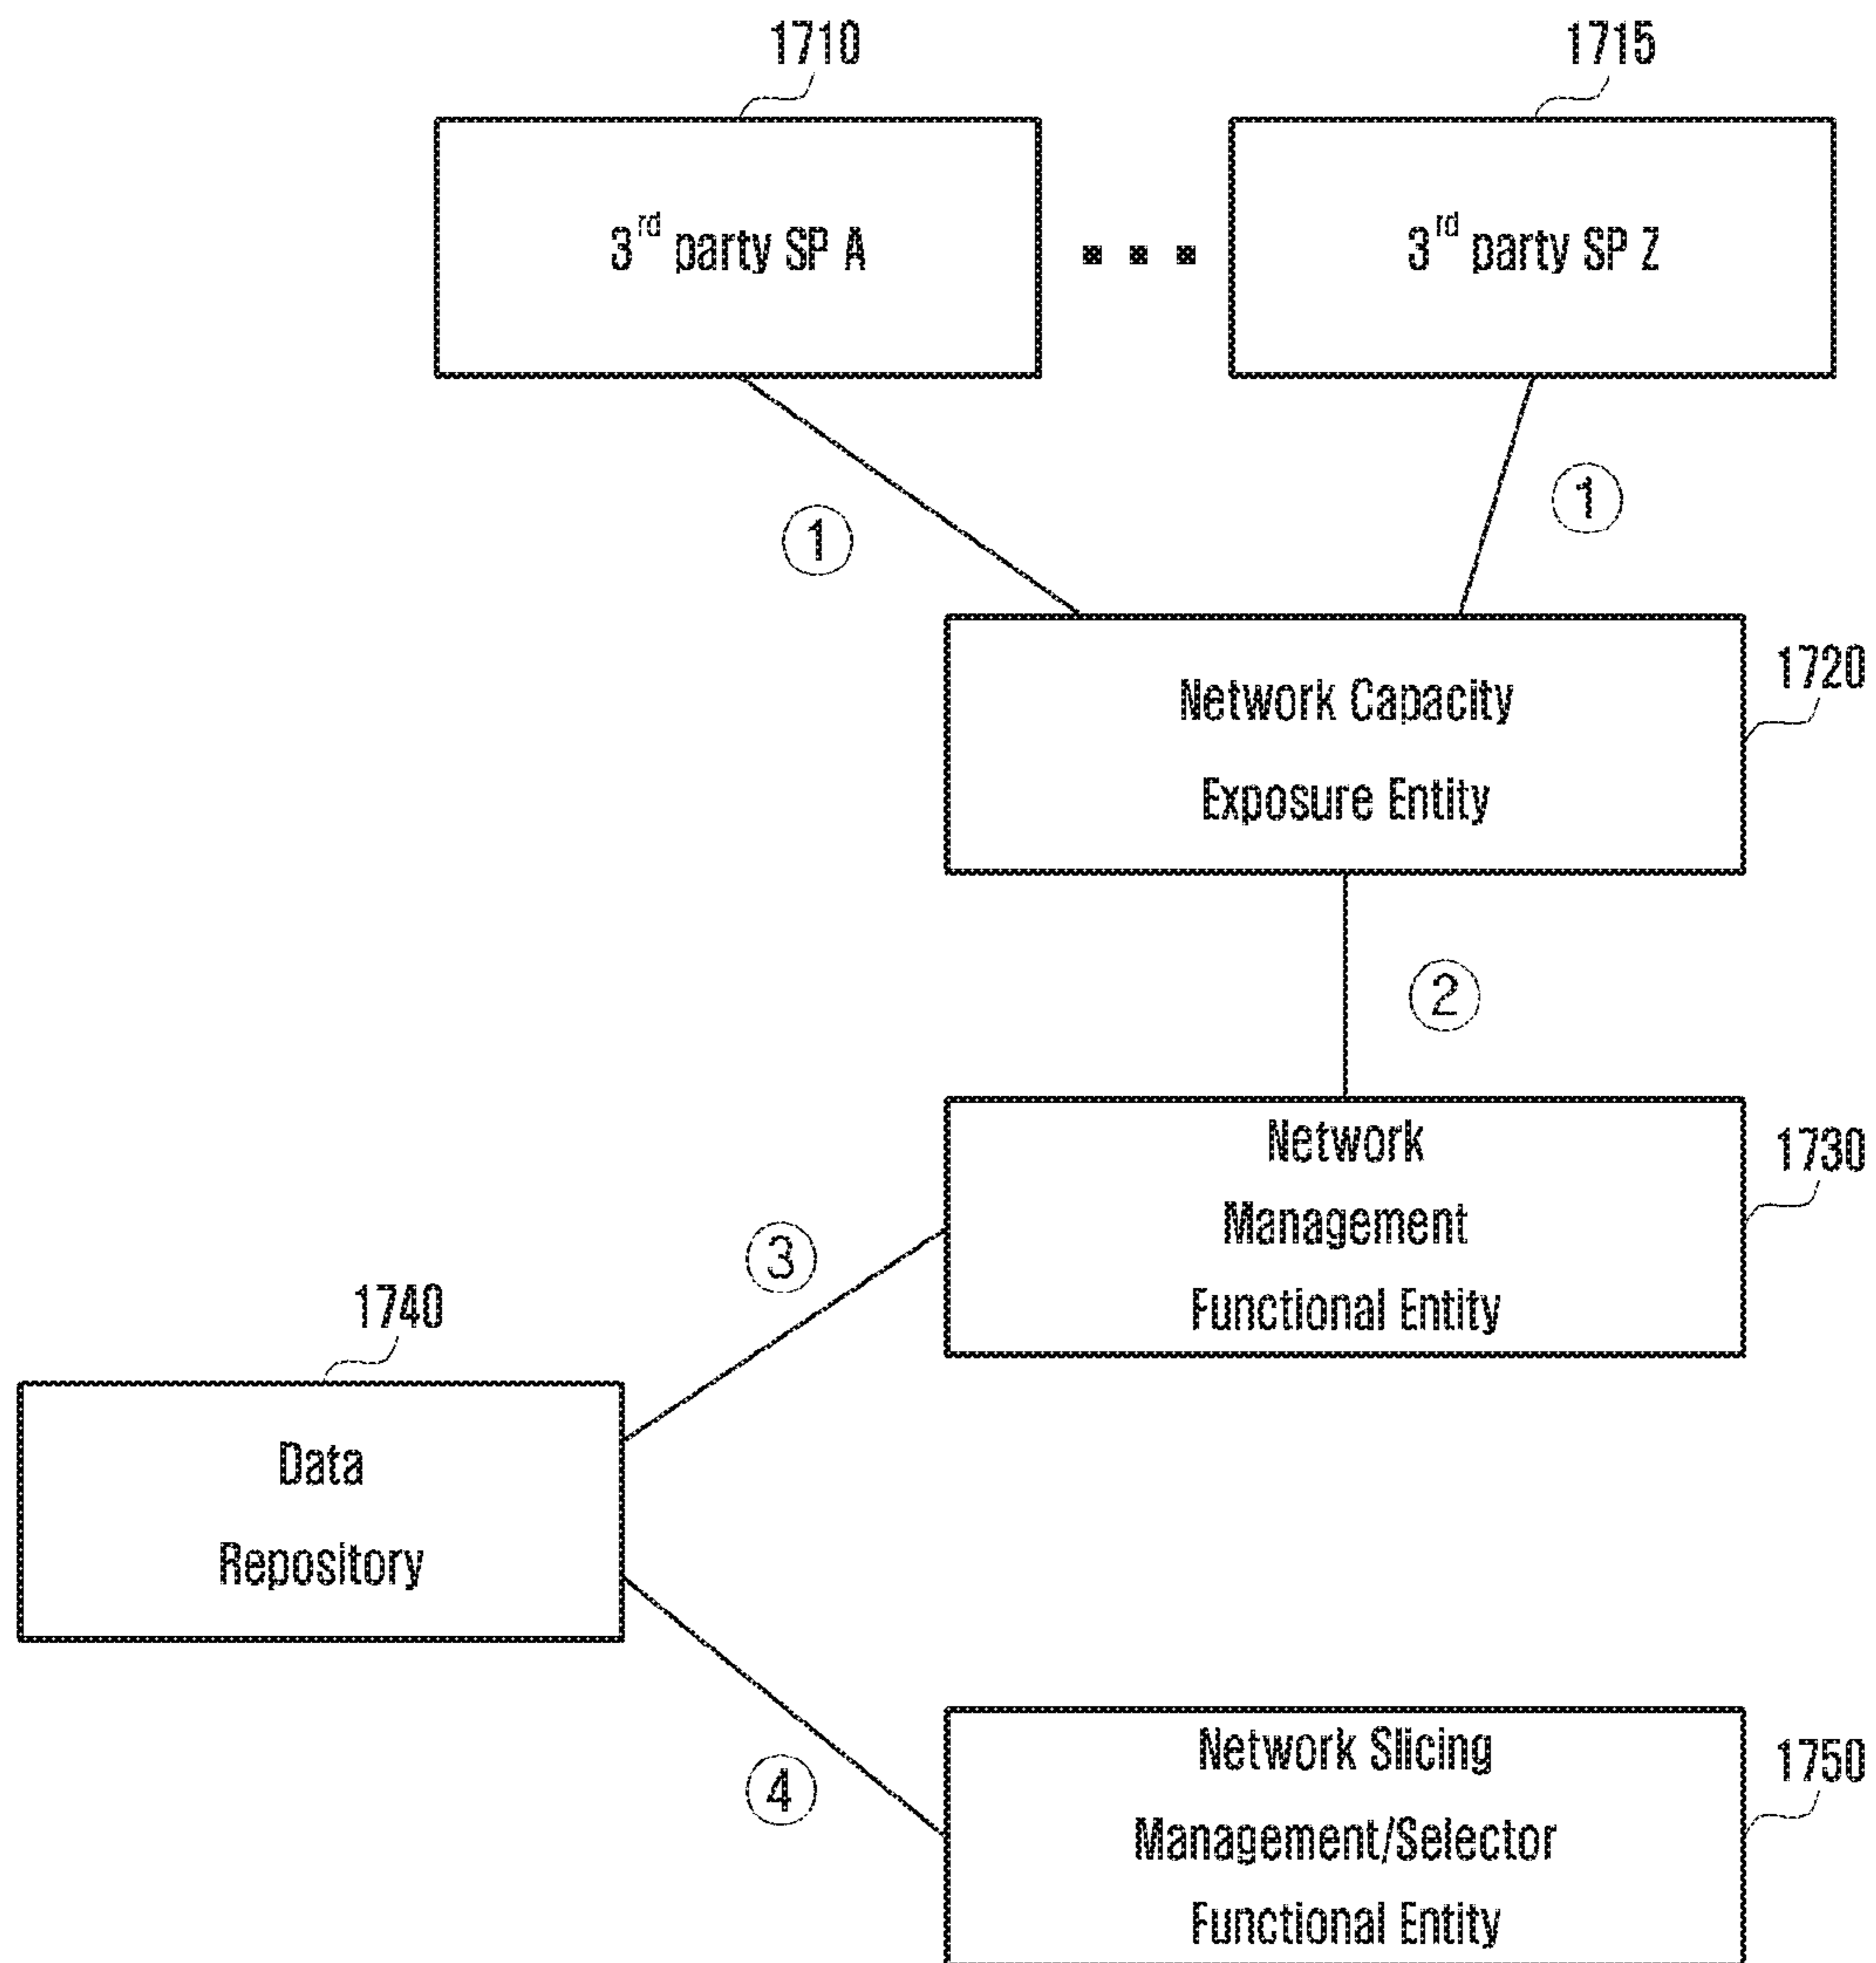 1710
1715
3rd party SP A
3rd party SP Z
1
1
Network Capacity
Exposure Entity
1720
2
Network
Management
Functional Entity
1730
3
1740
Data
Repository
4
Network Slicing
Management/Selector
Functional Entity
1750